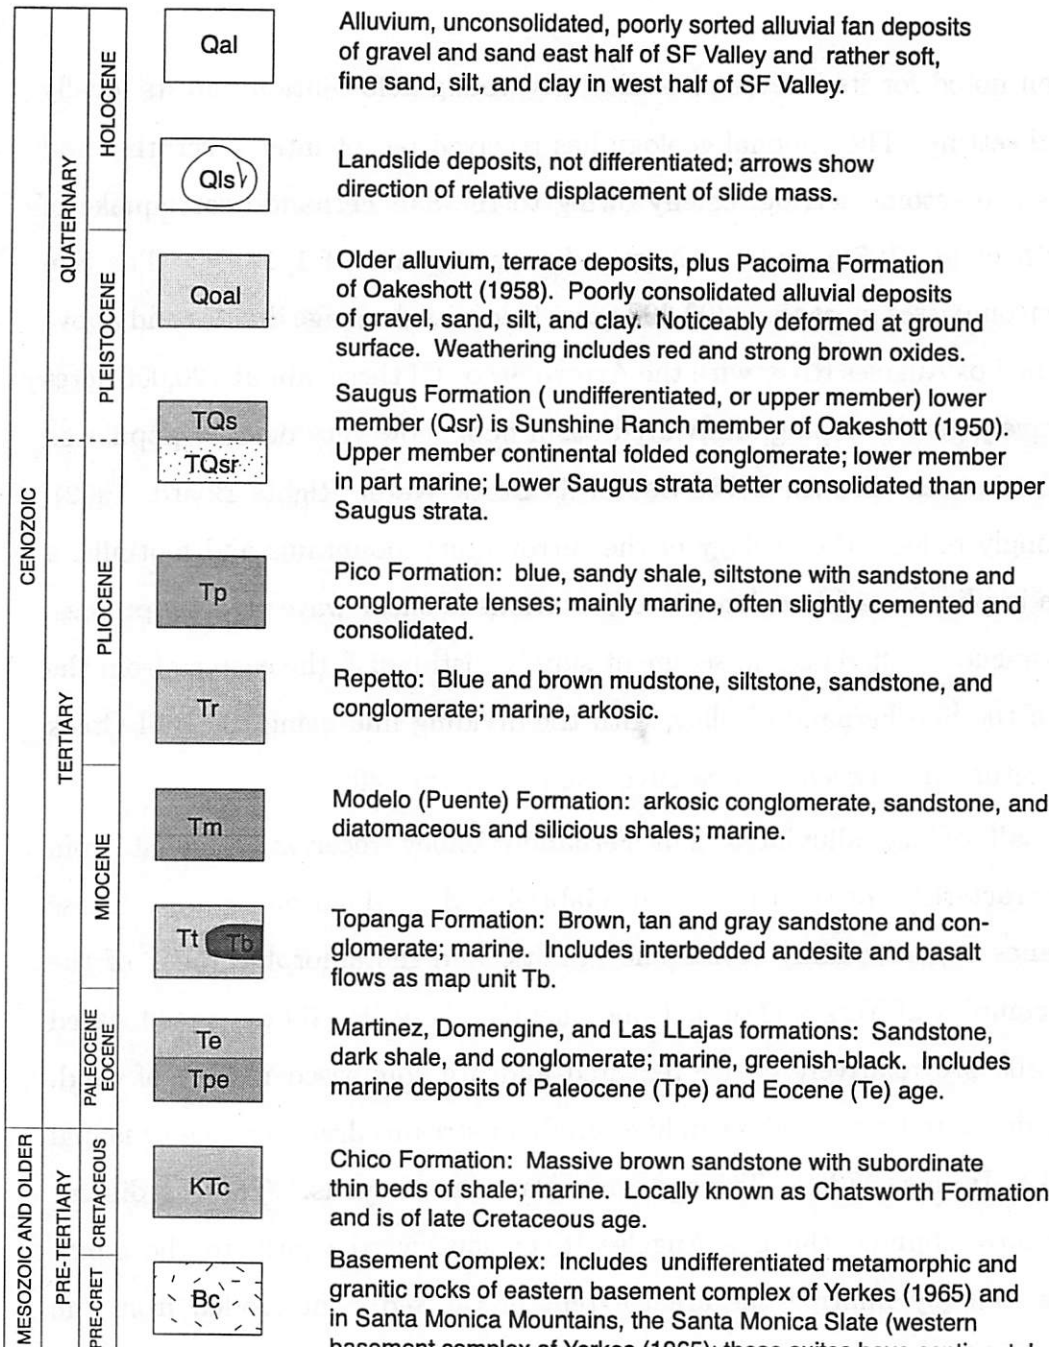 CENOZOIC
MESOZOIC AND OLDER
QUATERNARY
TERTIARY
PRE-TERTIARY
HOLOCENE
PLEISTOCENE
PLIOCENE
MIOCENE
PALEOCENE
EOCENE
CRETACEOUS
PRE-CRET
Qal
Alluvium, unconsolidated, poorly sorted alluvial fan deposits
of gravel and sand east half of SF Valley and rather soft,
fine sand, silt, and clay in west half of SF Valley.
Qls
Landslide deposits, not differentiated; arrows show
direction of relative displacement of slide mass.
Qoal
Older alluvium, terrace deposits, plus Pacoima Formation
of Oakeshott (1958). Poorly consolidated alluvial deposits
of gravel, sand, silt, and clay. Noticeably deformed at ground
surface. Weathering includes red and strong brown oxides.
TQs
TQsr
Saugus Formation ( undifferentiated, or upper member) lower
member (Qsr) is Sunshine Ranch member of Oakeshott (1950).
Upper member continental folded conglomerate; lower member
in part marine; Lower Saugus strata better consolidated than upper
Saugus strata.
Tp
Pico Formation: blue, sandy shale, siltstone with sandstone and
conglomerate lenses; mainly marine, often slightly cemented and
consolidated.
Tr
Repetto: Blue and brown mudstone, siltstone, sandstone, and
conglomerate; marine, arkosic.
Tm
Modelo (Puente) Formation: arkosic conglomerate, sandstone, and
diatomaceous and silicious shales; marine.
Tt
Tb
Topanga Formation: Brown, tan and gray sandstone and con-
glomerate; marine. Includes interbedded andesite and basalt
flows as map unit Tb.
Te
Tpe
Martinez, Domengine, and Las LLajas formations: Sandstone,
dark shale, and conglomerate; marine, greenish-black. Includes
marine deposits of Paleocene (Tpe) and Eocene (Te) age.
KTc
Chico Formation: Massive brown sandstone with subordinate
thin beds of shale; marine. Locally known as Chatsworth Formation
and is of late Cretaceous age.
Bc
Basement Complex: Includes undifferentiated metamorphic and
granitic rocks of eastern basement complex of Yerkes (1965) and
in Santa Monica Mountains, the Santa Monica Slate (western
basement complex of Yerkes (1965); these suites have